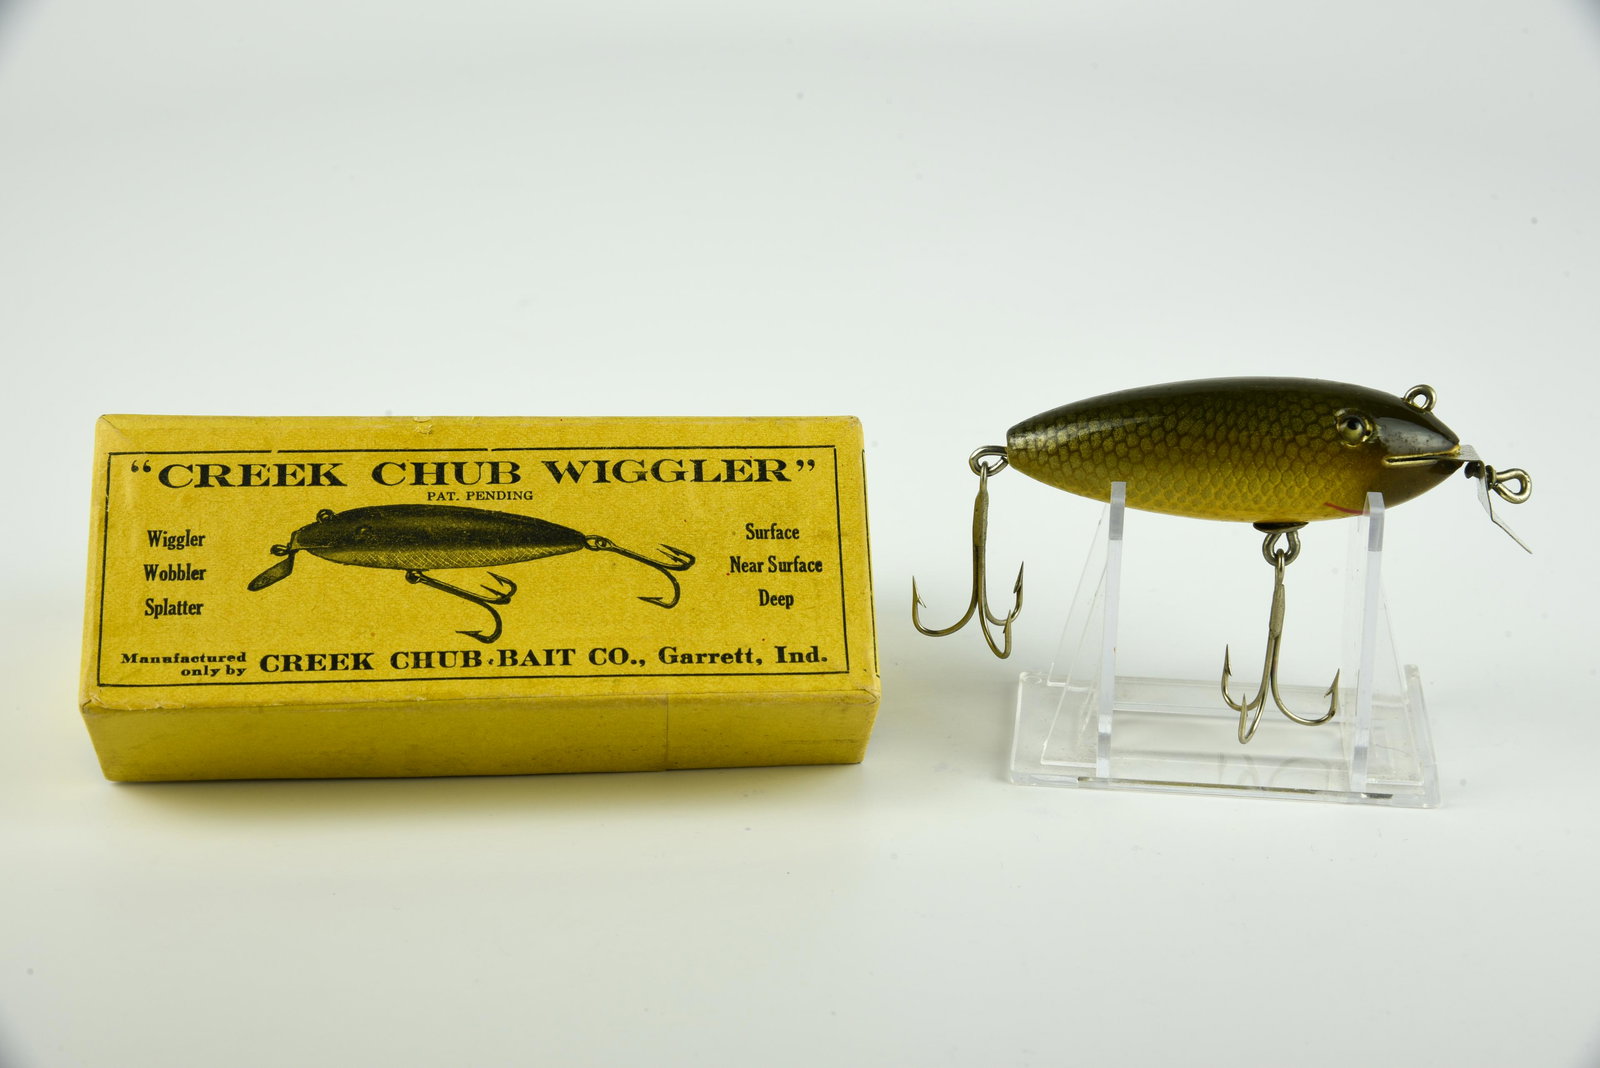 "CREEK CHUB WIGGLER"
PAT. PENDING
Wiggler
Wobbler
Splatter
Surface
Near Surface
Deep
Manufactured
only by
CREEK CHUB BAIT CO., Garrett, Ind.